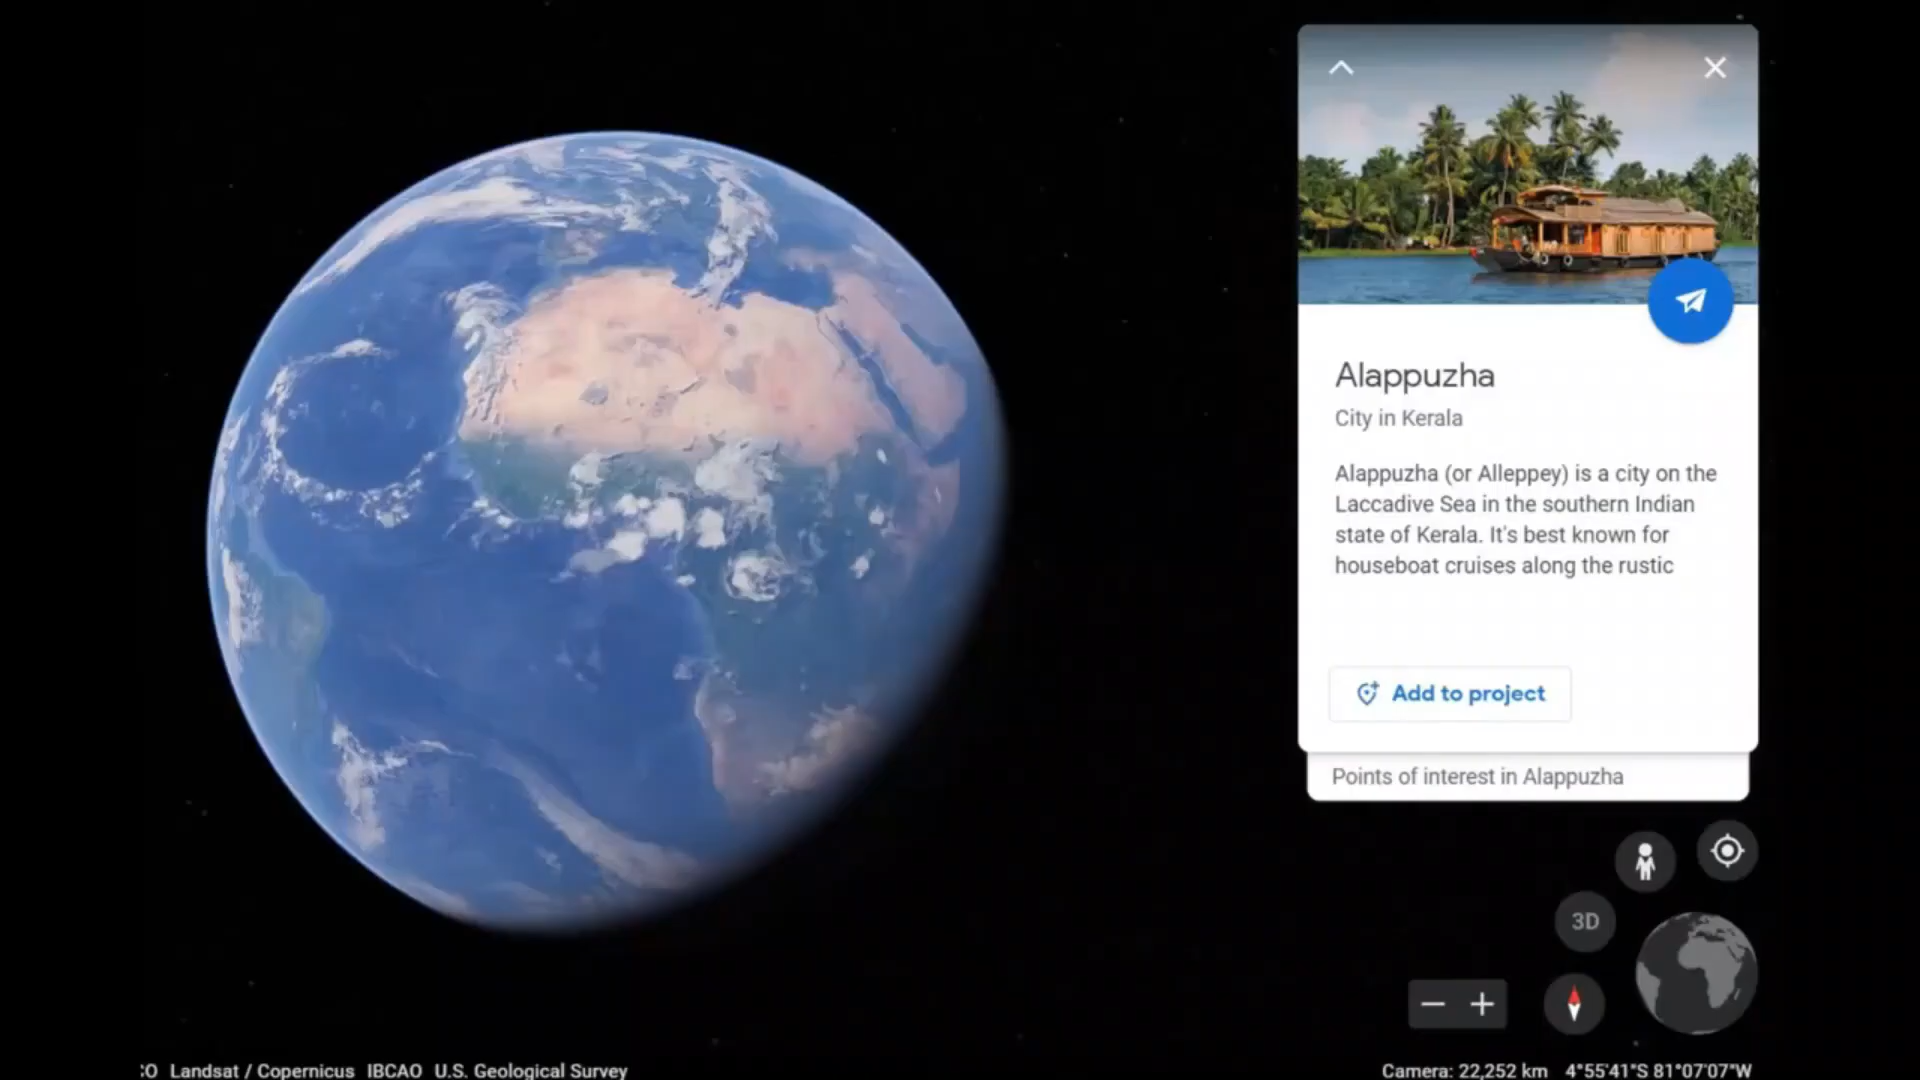 Alappuzha
City in Kerala
Alappuzha (or Alleppey) is a city on the
Laccadive Sea in the southern Indian
state of Kerala. It's best known for
houseboat cruises along the rustic
Add to project
Points of interest in Alappuzha
3D
Landsat / Copernicus IBCAO U.S. Geological Survey
Camera: 22,252 km 4°55'41"S 81°07'07"W